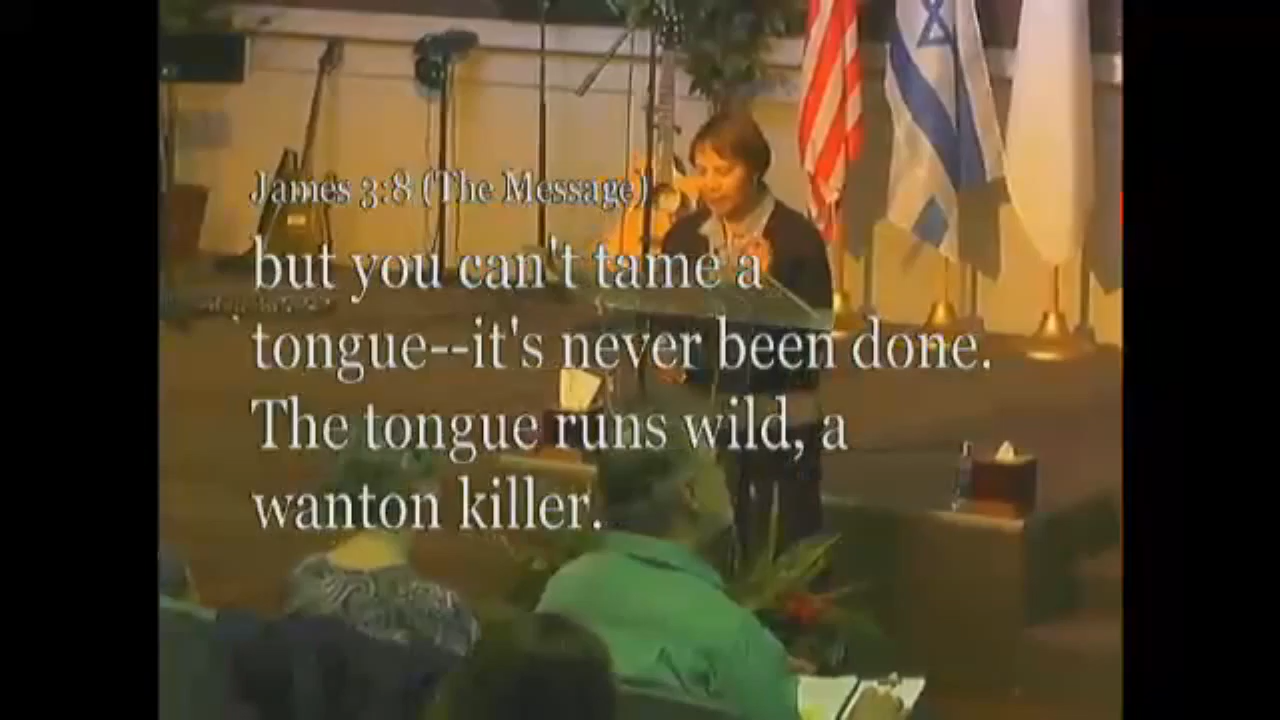 James 3:8 (The Message)
but you can't tame a
tongue--it's never been done.
The tongue runs wild, a
wanton killer.